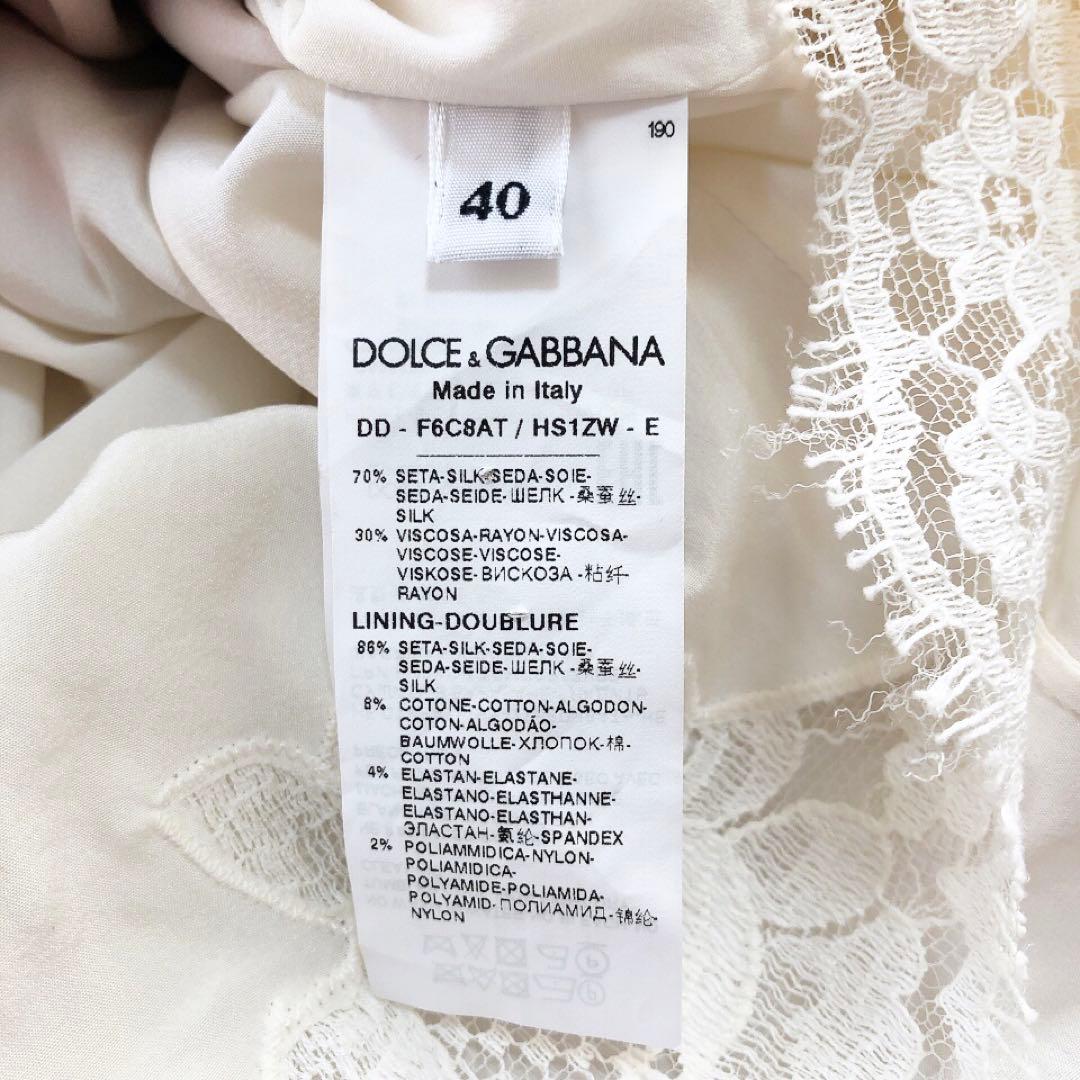 190
40
DOLCE & GABBANA
Made in Italy
DD - F6C8AT / HS1ZW - E
70% SETA-SILK-SEDA-SOIE-
SEDA-SEIDE-ШЕЛК-桑蚕丝-
SILK
30% VISCOSA-RAYON-VISCOSA-
VISCOSE-VISCOSE-
VISKOSE-ВИСКОЗА-粘纤-
RAYON
LINING-DOUBLURE
86% SETA-SILK-SEDA-SOIE-
SEDA-SEIDE-ШЕЛК-桑蚕丝-
SILK
8% COTONE-COTTON-ALGODON-
COTON-ALGODÃO-
BAUMWOLLE-ХЛОПОК-棉-
COTTON
4% ELASTAN-ELASTANE-
ELASTANO-ELASTHANNE-
ELASTANO-ELASTHAN-
ЭЛАСТАН-氨纶-SPANDEX
2% POLIAMMIDICA-NYLON-
POLIAMIDICA-
POLYAMIDE-POLIAMIDA-
POLYAMID-ПОЛИАМИД-锦纶-
NYLON